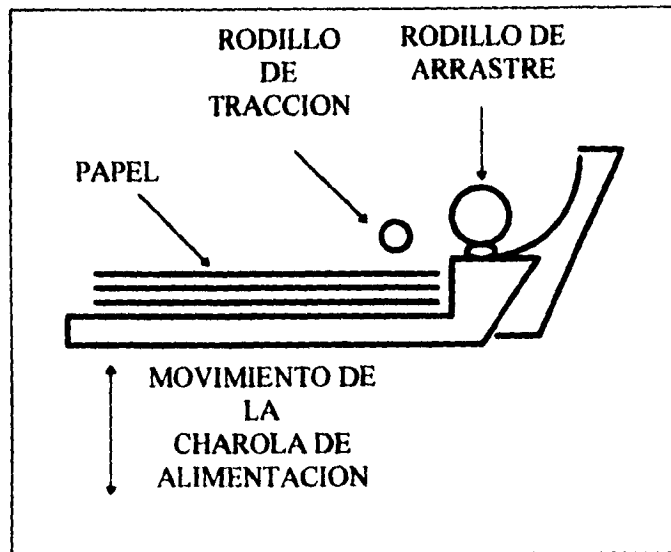 RODILLO
DE
TRACCION
RODILLO DE
ARRASTRE
PAPEL
MOVIMIENTO DE
LA
CHAROLA DE
ALIMENTACION